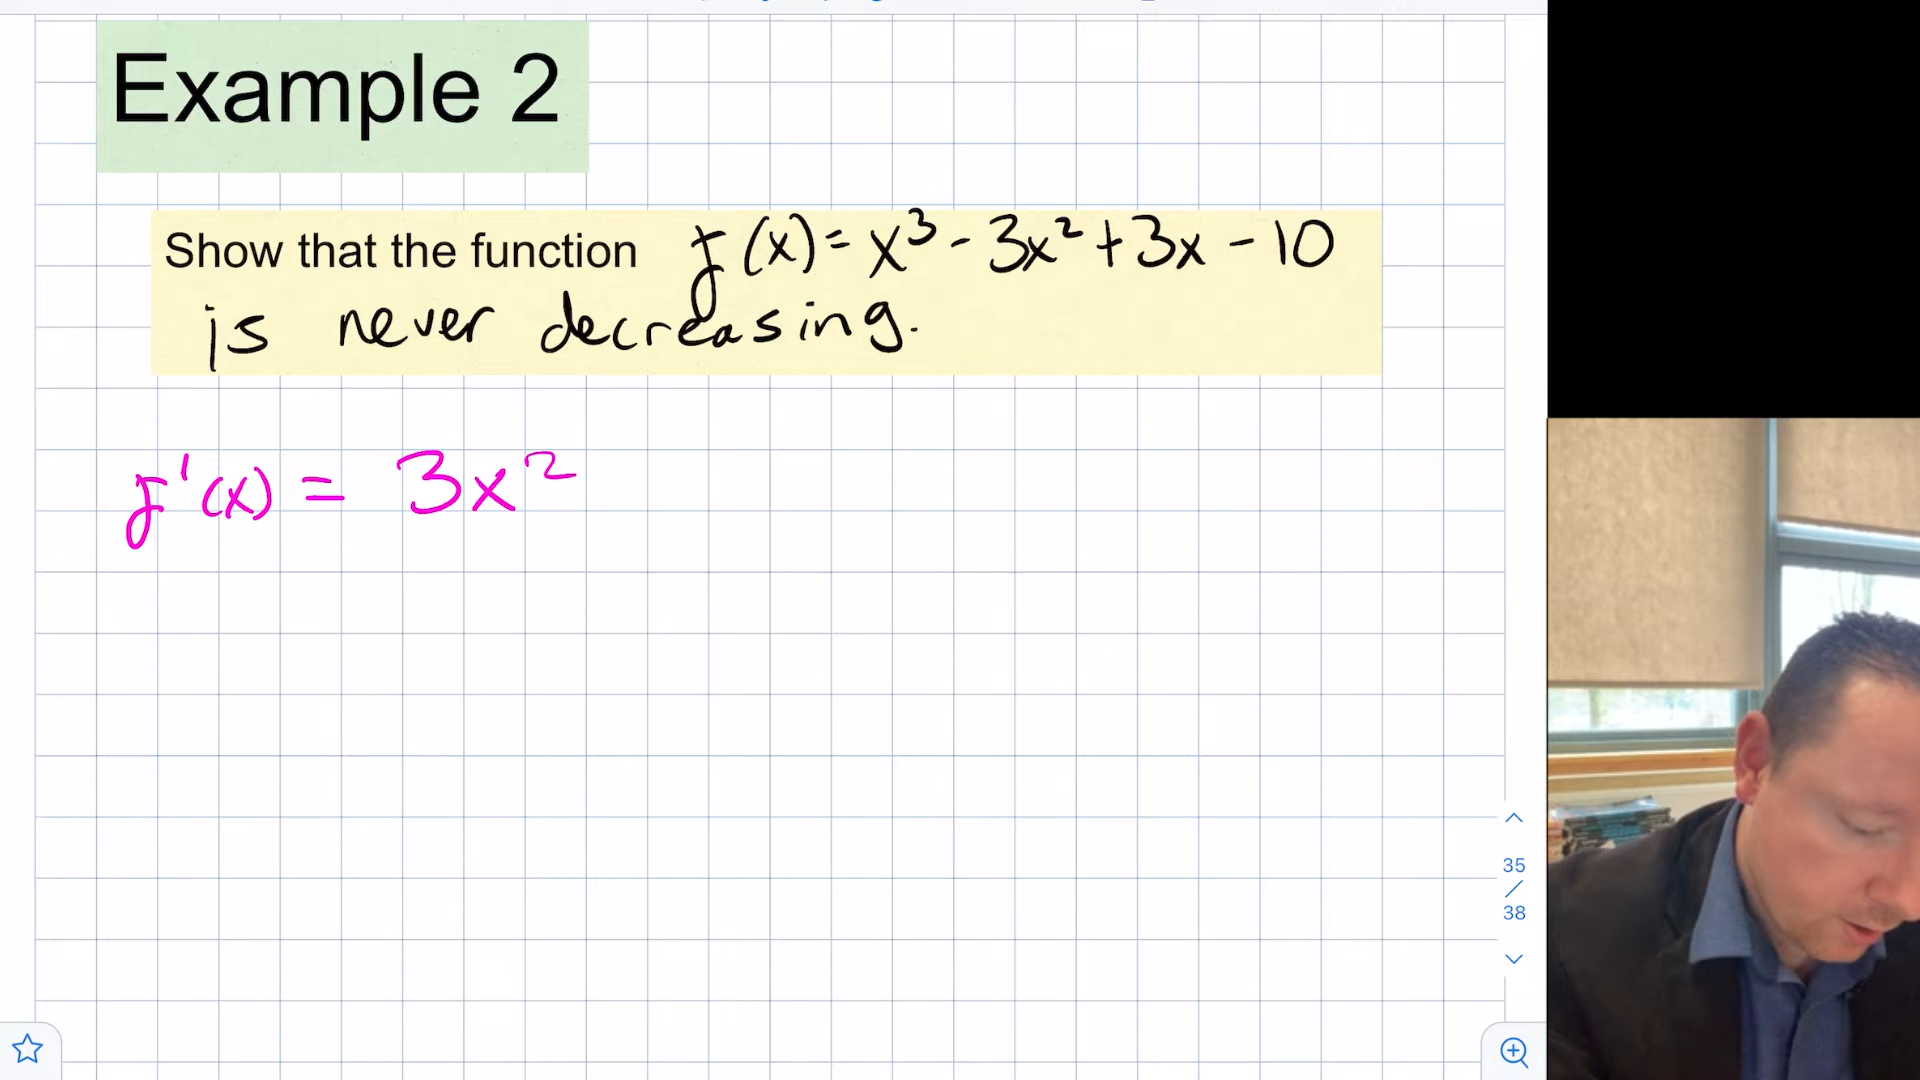 Example 2
Show that the function f(x) = x³ - 3x² + 3x - 10
is never decreasing.
f'(x) = 3x²
35
/
38